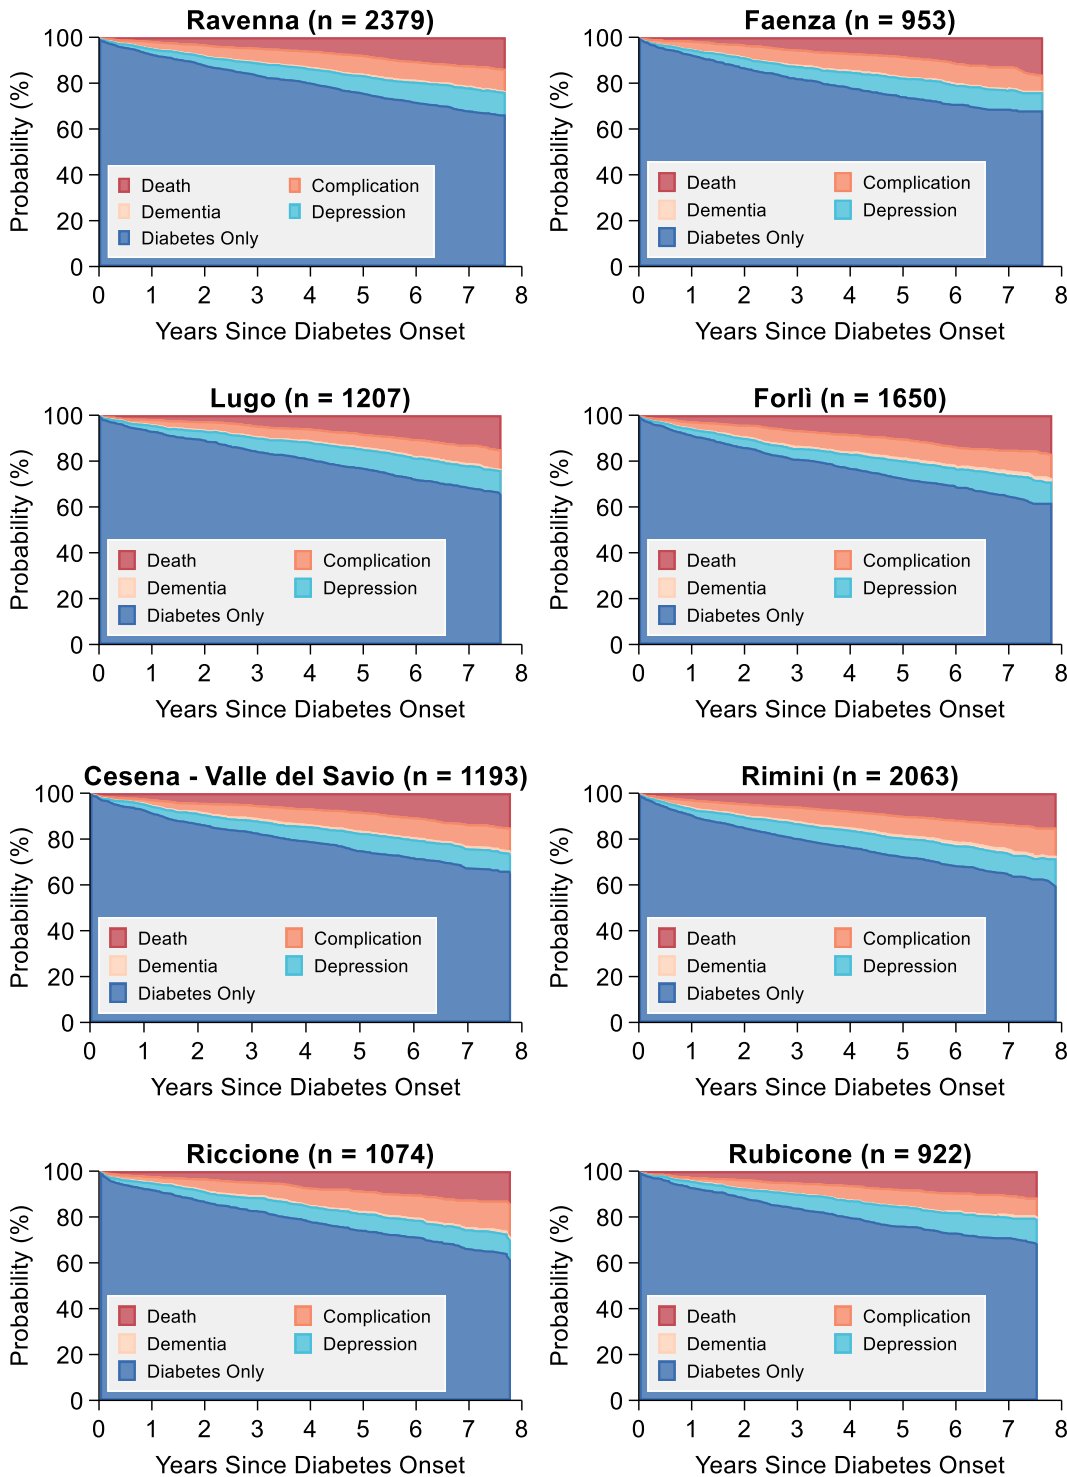 Ravenna (n = 2379)
Probability (%)
100
80
60
40
20
0
Death
Complication
Dementia
Depression
Diabetes Only
0 1 2 3 4 5 6 7 8
Years Since Diabetes Onset
Faenza (n = 953)
Probability (%)
100
80
60
40
20
0
Death
Complication
Dementia
Depression
Diabetes Only
0 1 2 3 4 5 6 7 8
Years Since Diabetes Onset
Lugo (n = 1207)
Probability (%)
100
80
60
40
20
0
Death
Complication
Dementia
Depression
Diabetes Only
0 1 2 3 4 5 6 7 8
Years Since Diabetes Onset
Forlì (n = 1650)
Probability (%)
100
80
60
40
20
0
Death
Complication
Dementia
Depression
Diabetes Only
0 1 2 3 4 5 6 7 8
Years Since Diabetes Onset
Cesena - Valle del Savio (n = 1193)
Probability (%)
100
80
60
40
20
0
Death
Complication
Dementia
Depression
Diabetes Only
0 1 2 3 4 5 6 7 8
Years Since Diabetes Onset
Rimini (n = 2063)
Probability (%)
100
80
60
40
20
0
Death
Complication
Dementia
Depression
Diabetes Only
0 1 2 3 4 5 6 7 8
Years Since Diabetes Onset
Riccione (n = 1074)
Probability (%)
100
80
60
40
20
0
Death
Complication
Dementia
Depression
Diabetes Only
0 1 2 3 4 5 6 7 8
Years Since Diabetes Onset
Rubicone (n = 922)
Probability (%)
100
80
60
40
20
0
Death
Complication
Dementia
Depression
Diabetes Only
0 1 2 3 4 5 6 7 8
Years Since Diabetes Onset